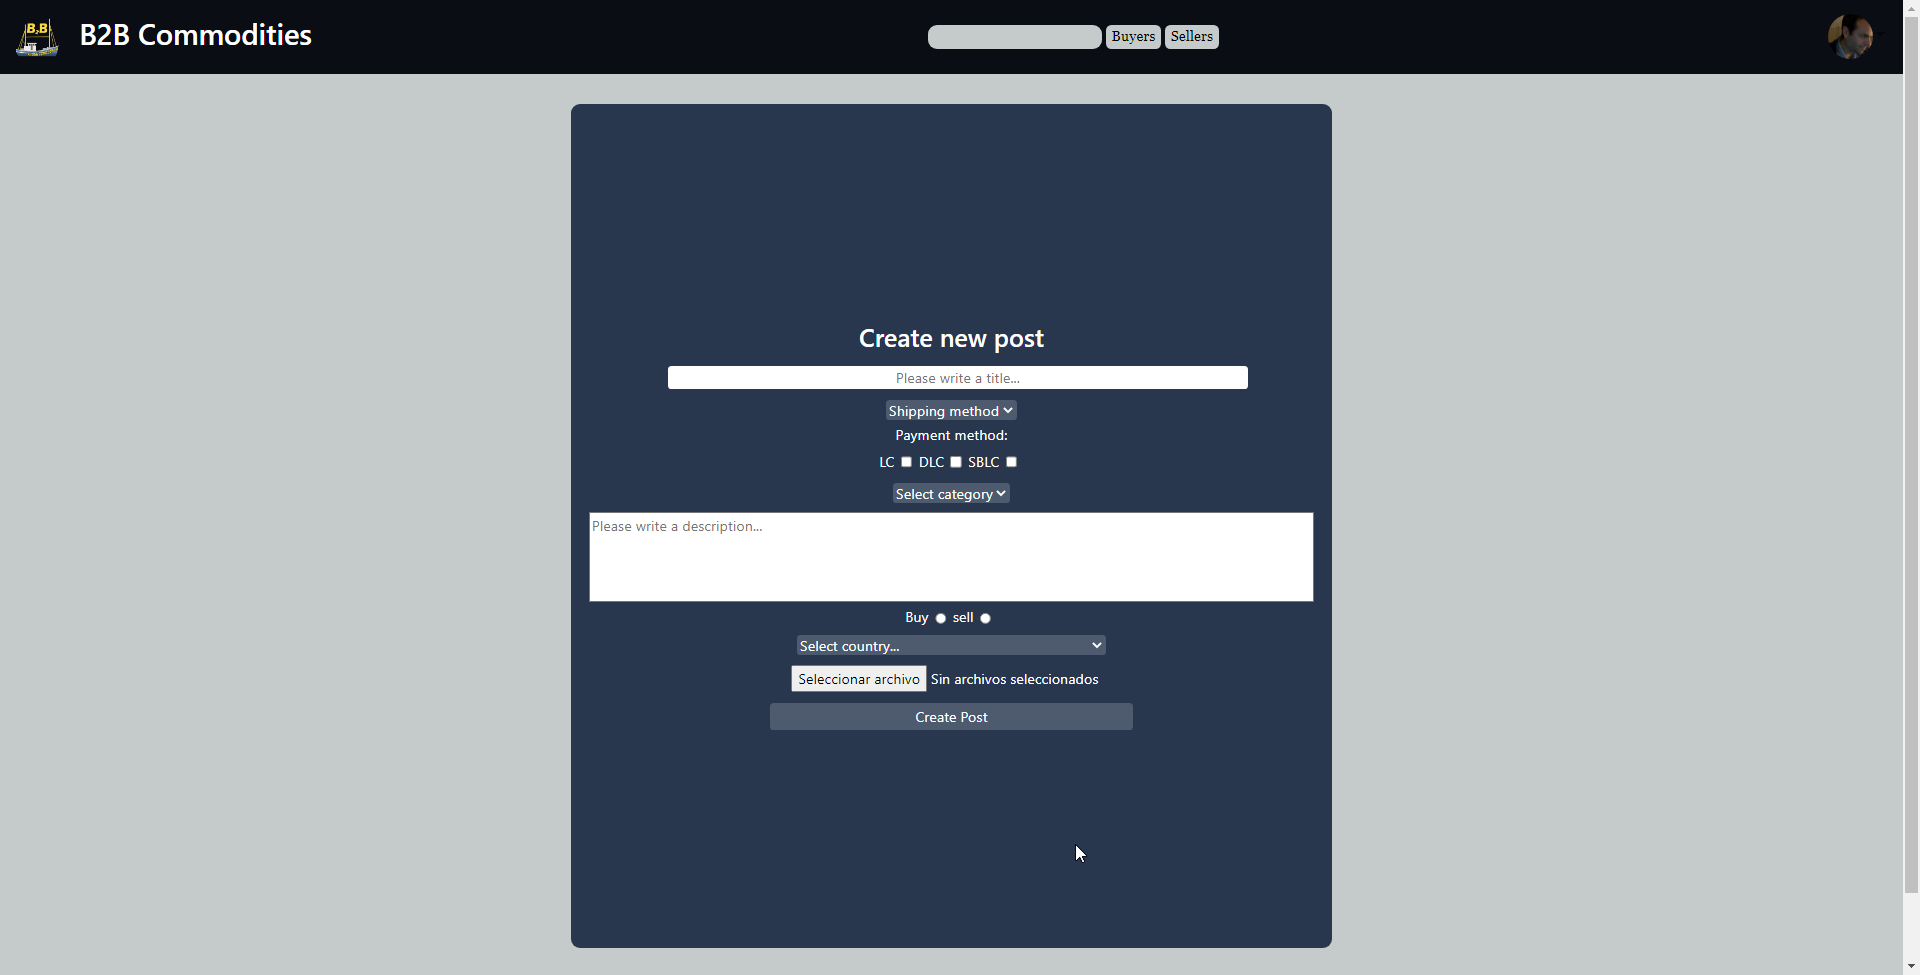 B2B
B2B Commodities
Buyers Sellers
Create new post
Please write a title...
Shipping method
Payment method:
LC DLC SBLC
Select category
Please write a description...
Buy sell
Select country...
Seleccionar archivo Sin archivos seleccionados
Create Post